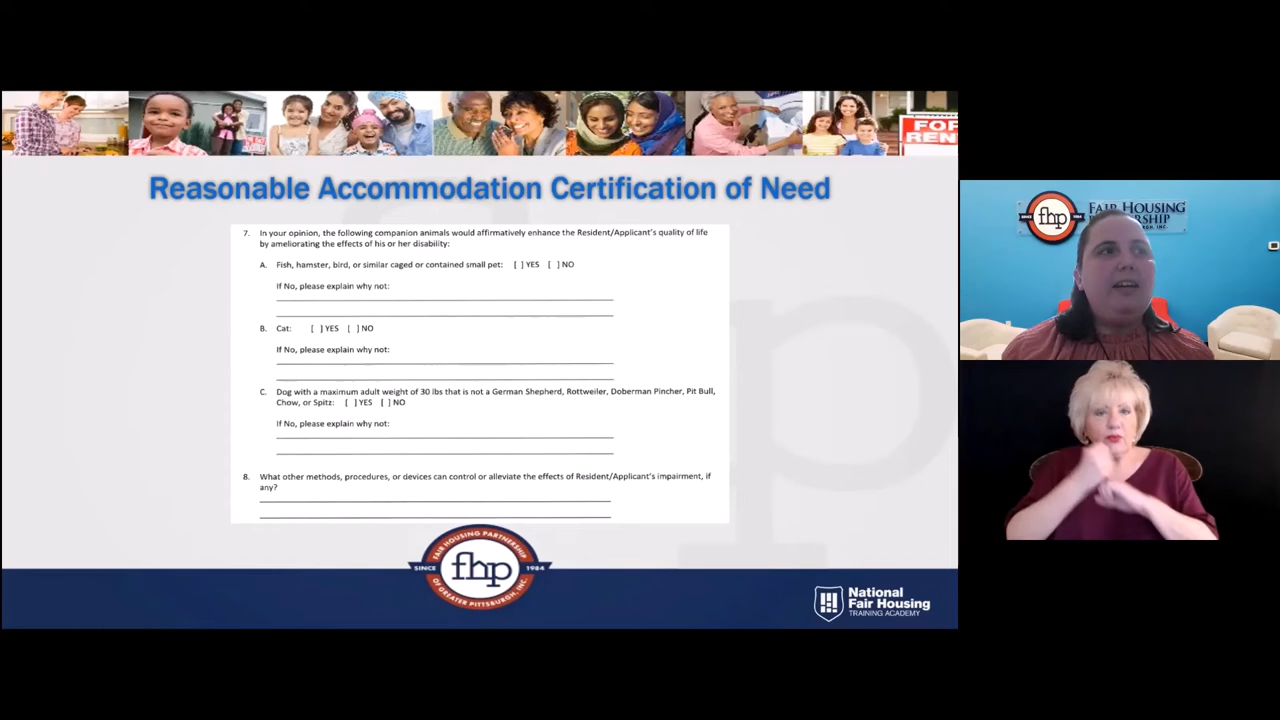 FOR
RENT
Reasonable Accommodation Certification of Need
7. In your opinion, the following companion animals would affirmatively enhance the Resident/Applicant's quality of life
by ameliorating the effects of his or her disability:
A. Fish, hamster, bird, or similar caged or contained small pet: [ ] YES [ ] NO
If No, please explain why not:
B. Cat: [ ] YES [ ] NO
If No, please explain why not:
C. Dog with a maximum adult weight of 30 lbs that is not a German Shepherd, Rottweiler, Doberman Pincher, Pit Bull,
Chow, or Spitz: [ ] YES [ ] NO
If No, please explain why not:
8. What other methods, procedures, or devices can control or alleviate the effects of Resident/Applicant's impairment, if
any?
FAIR HOUSING PARTNERSHIP
SINCE fhp 1984
OF GREATER PITTSBURGH, INC.
National
Fair Housing
TRAINING ACADEMY
SINCE fhp
FAIR HOUSING